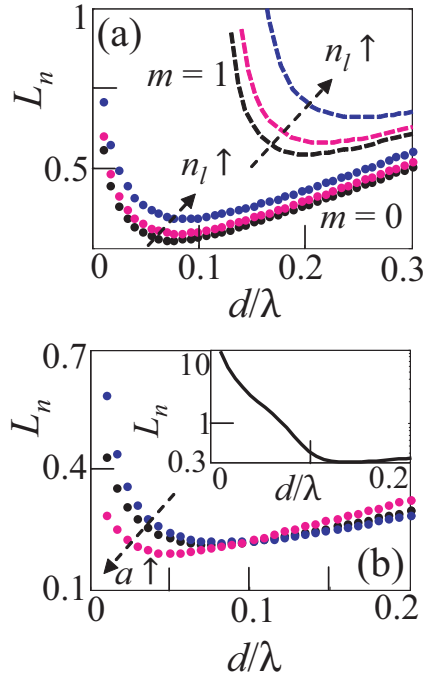 (a)
1
0.5
L_n
m = 1
n_l ↑
n_l ↑
m = 0
0 0.1 0.2 0.3
d/λ
0.7
0.4
0.1
L_n
10
1
0.3
L_n
0 0.2
d/λ
a ↑
(b)
0 0.1 0.2
d/λ